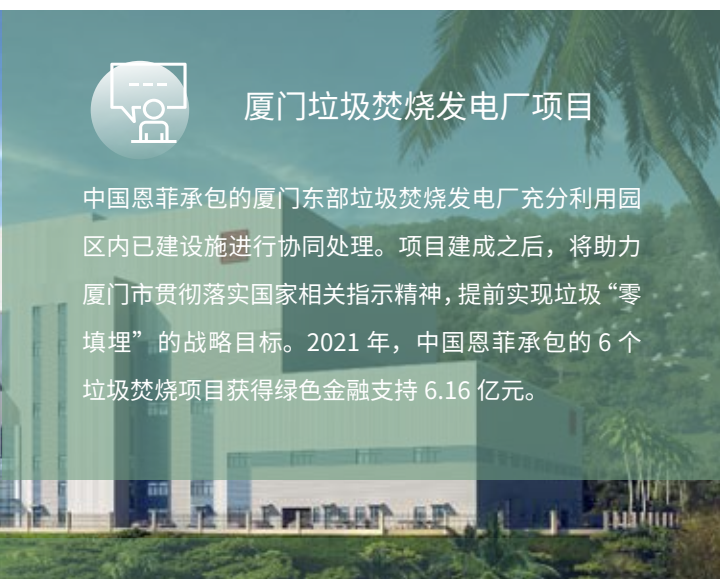 厦门垃圾焚烧发电厂项目
中国恩菲承包的厦门东部垃圾焚烧发电厂充分利用园
区内已建设施进行协同处理。项目建成之后，将助力
厦门市贯彻落实国家相关指示精神，提前实现垃圾“零
填埋”的战略目标。2021 年，中国恩菲承包的 6 个
垃圾焚烧项目获得绿色金融支持 6.16 亿元。